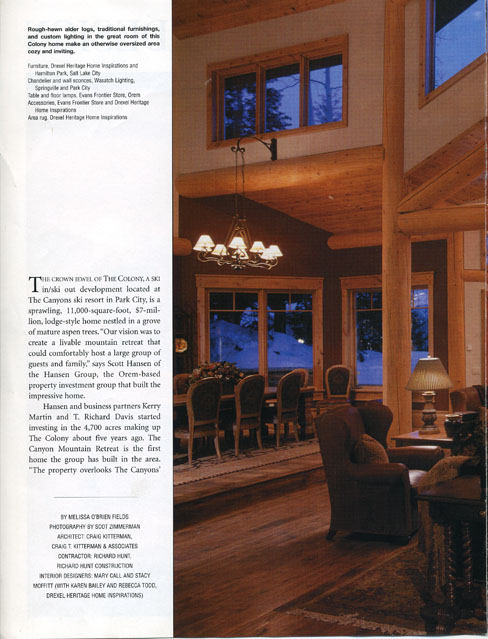 Rough-hewn alder logs, traditional furnishings,
and custom lighting in the great room of this
Colony home make an otherwise oversized area
cozy and inviting.
Furniture, Drexel Heritage Home Inspirations and
Hamilton Park, Salt Lake City
Chandelier and wall sconces, Wasatch Lighting,
Springville and Park City
Table and floor lamps, Evans Frontier Store, Orem
Accessories, Evans Frontier Store and Drexel Heritage
Home Inspirations
Area rug, Drexel Heritage Home Inspirations
THE CROWN JEWEL OF THE COLONY, A SKI
in/ski out development located at
The Canyons ski resort in Park City, is a
sprawling, 11,000-square-foot, $7-mil-
lion, lodge-style home nestled in a grove
of mature aspen trees. "Our vision was to
create a livable mountain retreat that
could comfortably host a large group of
guests and family," says Scott Hansen of
the Hansen Group, the Orem-based
property investment group that built the
impressive home.
Hansen and business partners Kerry
Martin and T. Richard Davis started
investing in the 4,700 acres making up
The Colony about five years ago. The
Canyon Mountain Retreat is the first
home the group has built in the area.
"The property overlooks The Canyons'
BY MELISSA O'BRIEN FIELDS
PHOTOGRAPHY BY SCOT ZIMMERMAN
ARCHITECT: CRAIG KITTERMAN,
CRAIG T. KITTERMAN & ASSOCIATES
CONTRACTOR: RICHARD HUNT,
RICHARD HUNT CONSTRUCTION
INTERIOR DESIGNERS: MARY CALL AND STACY
MOFFITT (WITH KAREN BAILEY AND REBECCA TODD,
DREXEL HERITAGE HOME INSPIRATIONS)